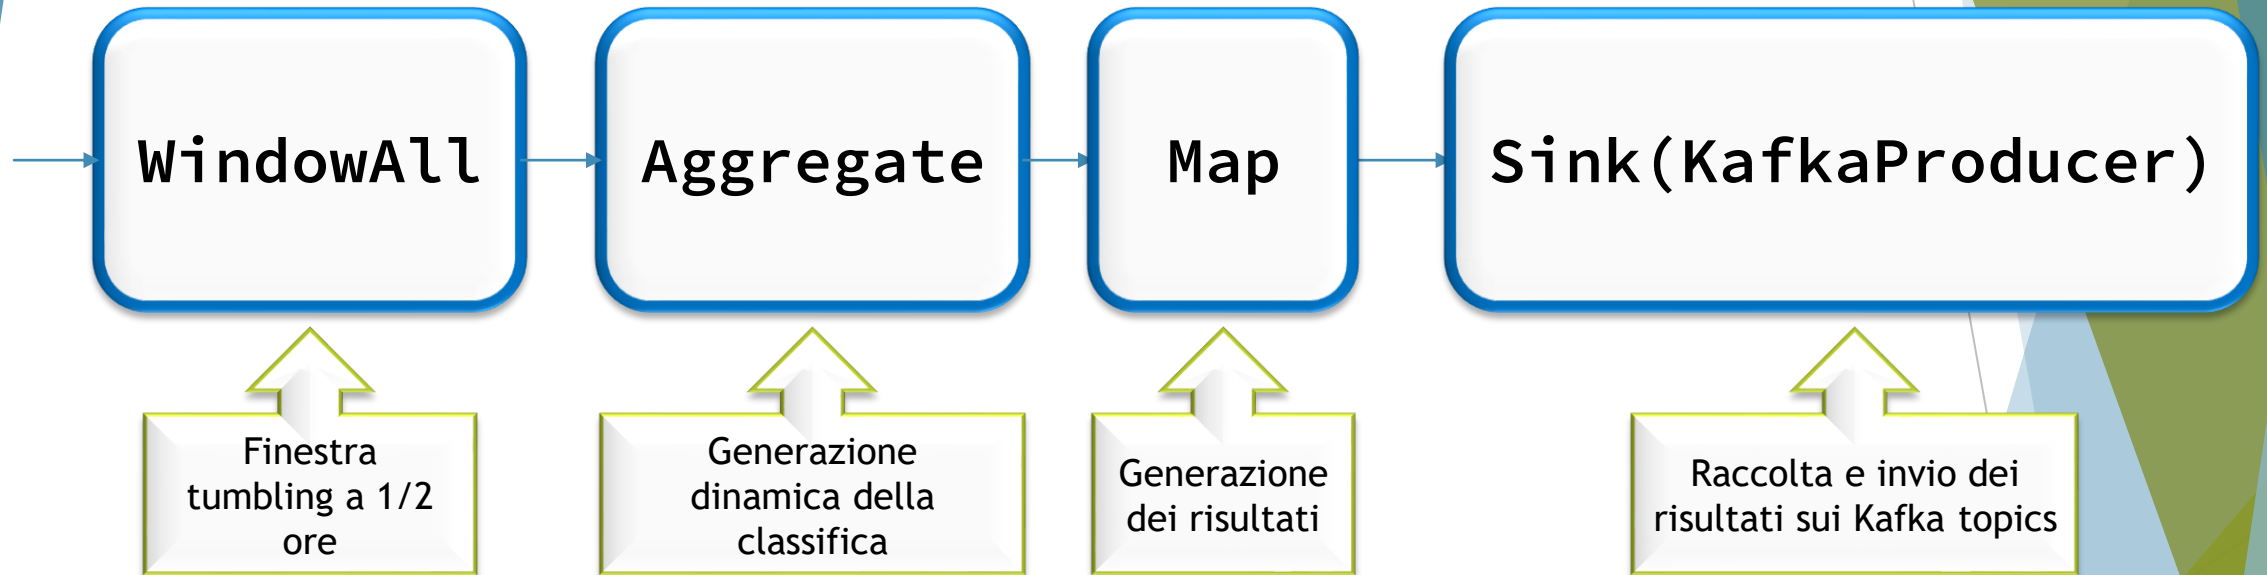 WindowAll
Aggregate
Map
Sink(KafkaProducer)
Finestra
tumbling a 1/2
ore
Generazione
dinamica della
classifica
Generazione
dei risultati
Raccolta e invio dei
risultati sui Kafka topics